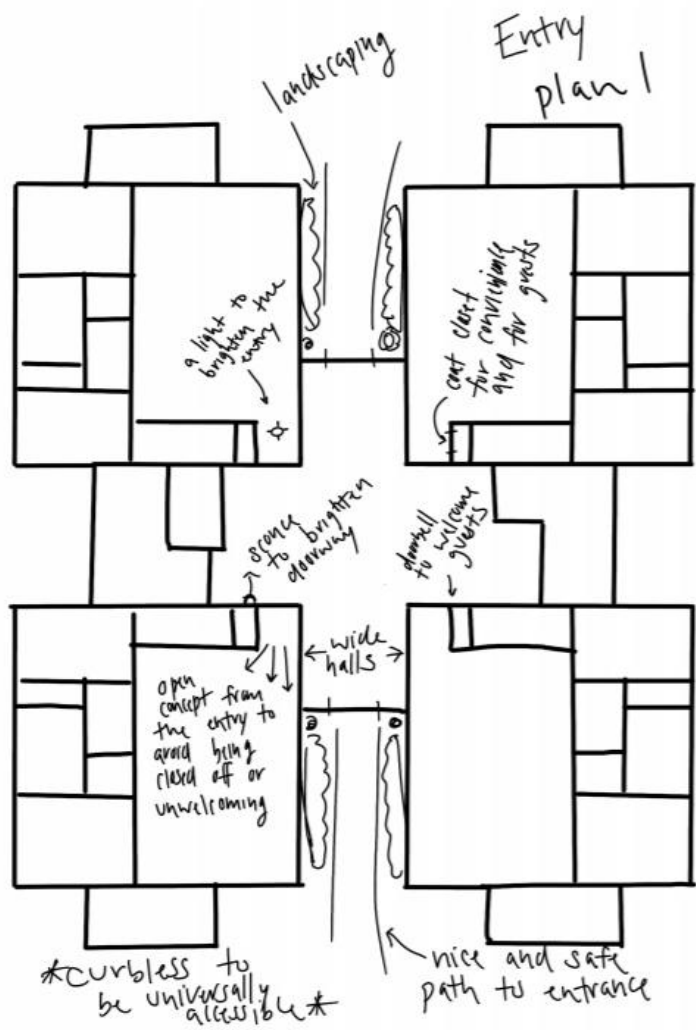 Entry
plan 1
landscaping
a light to
brighten the
entry
coat closet
for convicnience
and for guests
sconce
to brighten
doorway
doorbell
to welcome
guests
wide
halls
open
concept from
the entry to
avoid being
closed off or
unwelcoming
*curbless to
be universally
accessible*
nice and safe
path to entrance